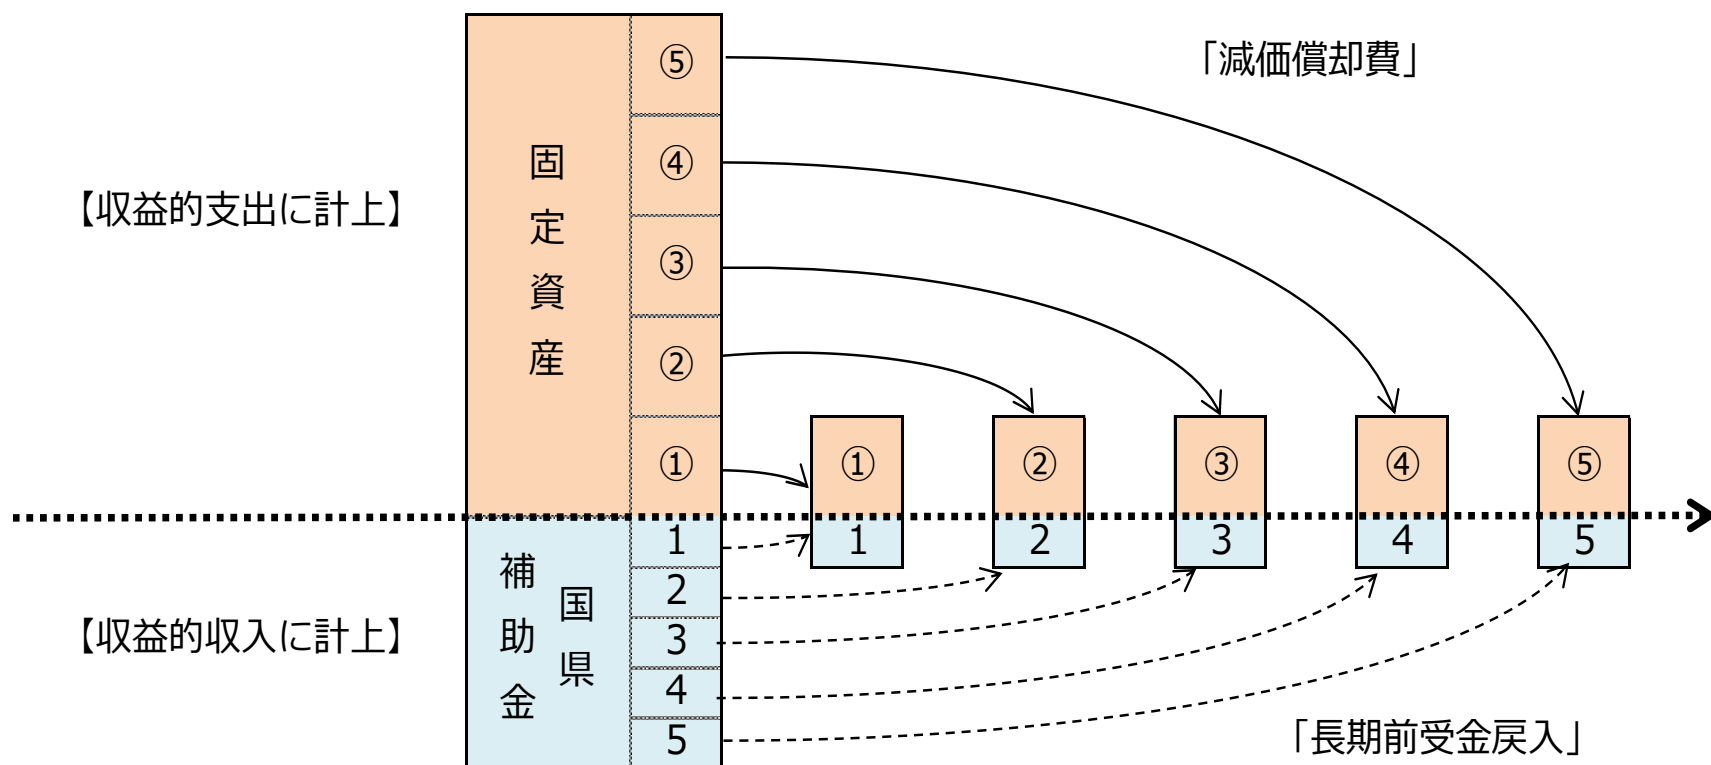 「減価償却費」
【収益的支出に計上】
固定資産
⑤
④
③
②
①
①
②
③
④
⑤
1
2
3
4
5
国県
補助金
1
2
3
4
5
【収益的収入に計上】
「長期前受金戻入」